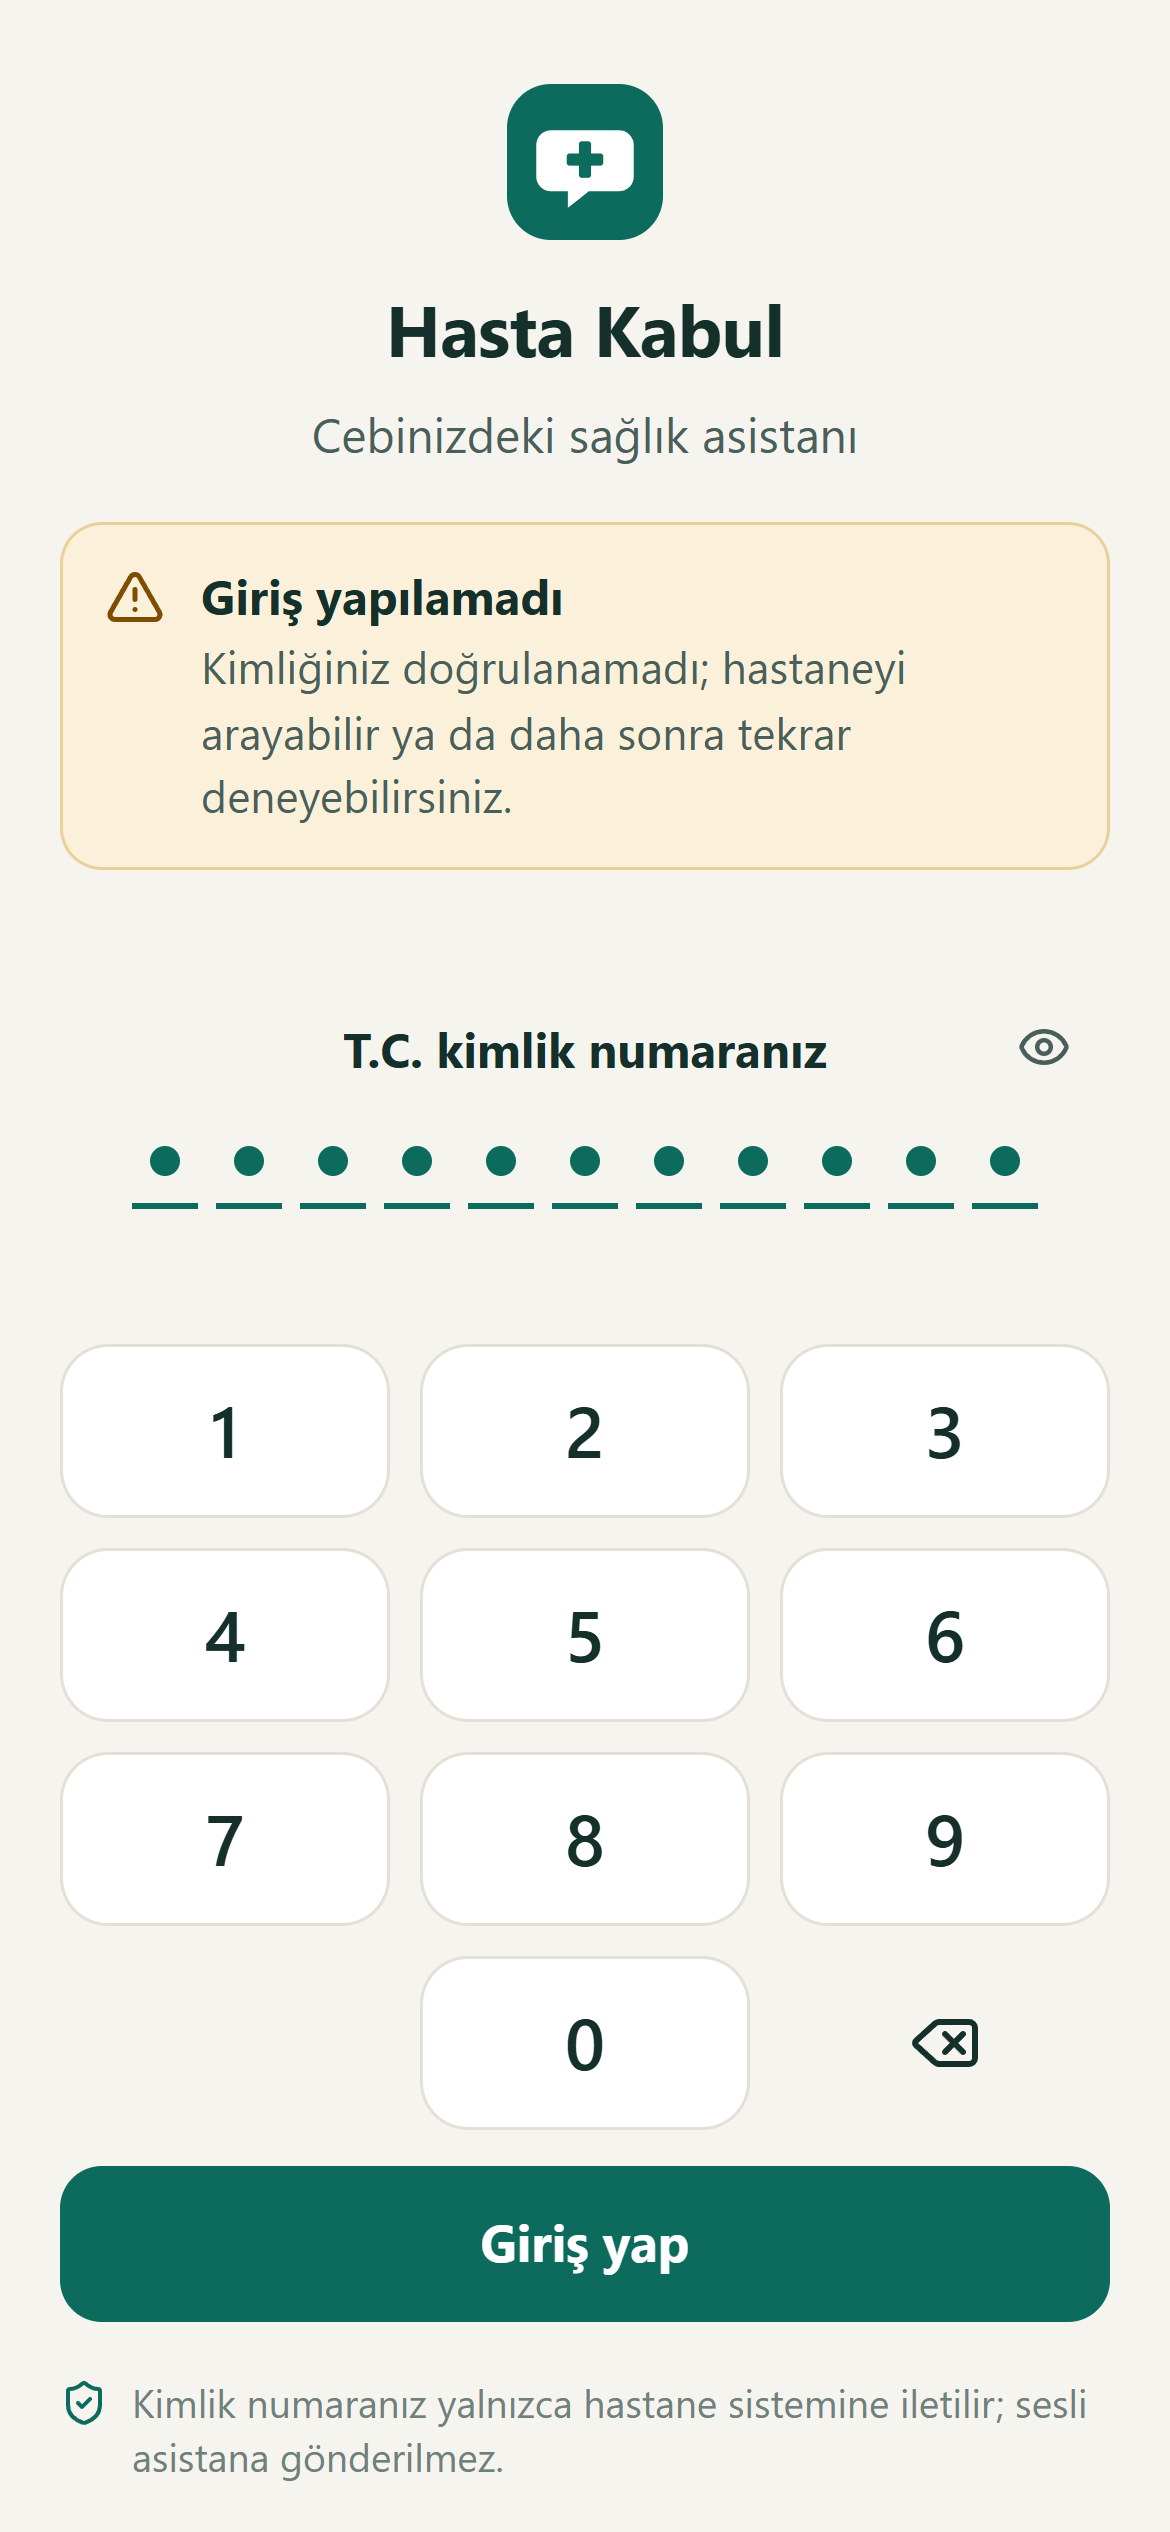 Hasta Kabul
Cebinizdeki sağlık asistanı
Giriş yapılamadı
Kimliğiniz doğrulanamadı; hastaneyi
arayabilir ya da daha sonra tekrar
deneyebilirsiniz.
T.C. kimlik numaranız
1 2 3
4 5 6
7 8 9
0
Giriş yap
Kimlik numaranız yalnızca hastane sistemine iletilir; sesli
asistana gönderilmez.